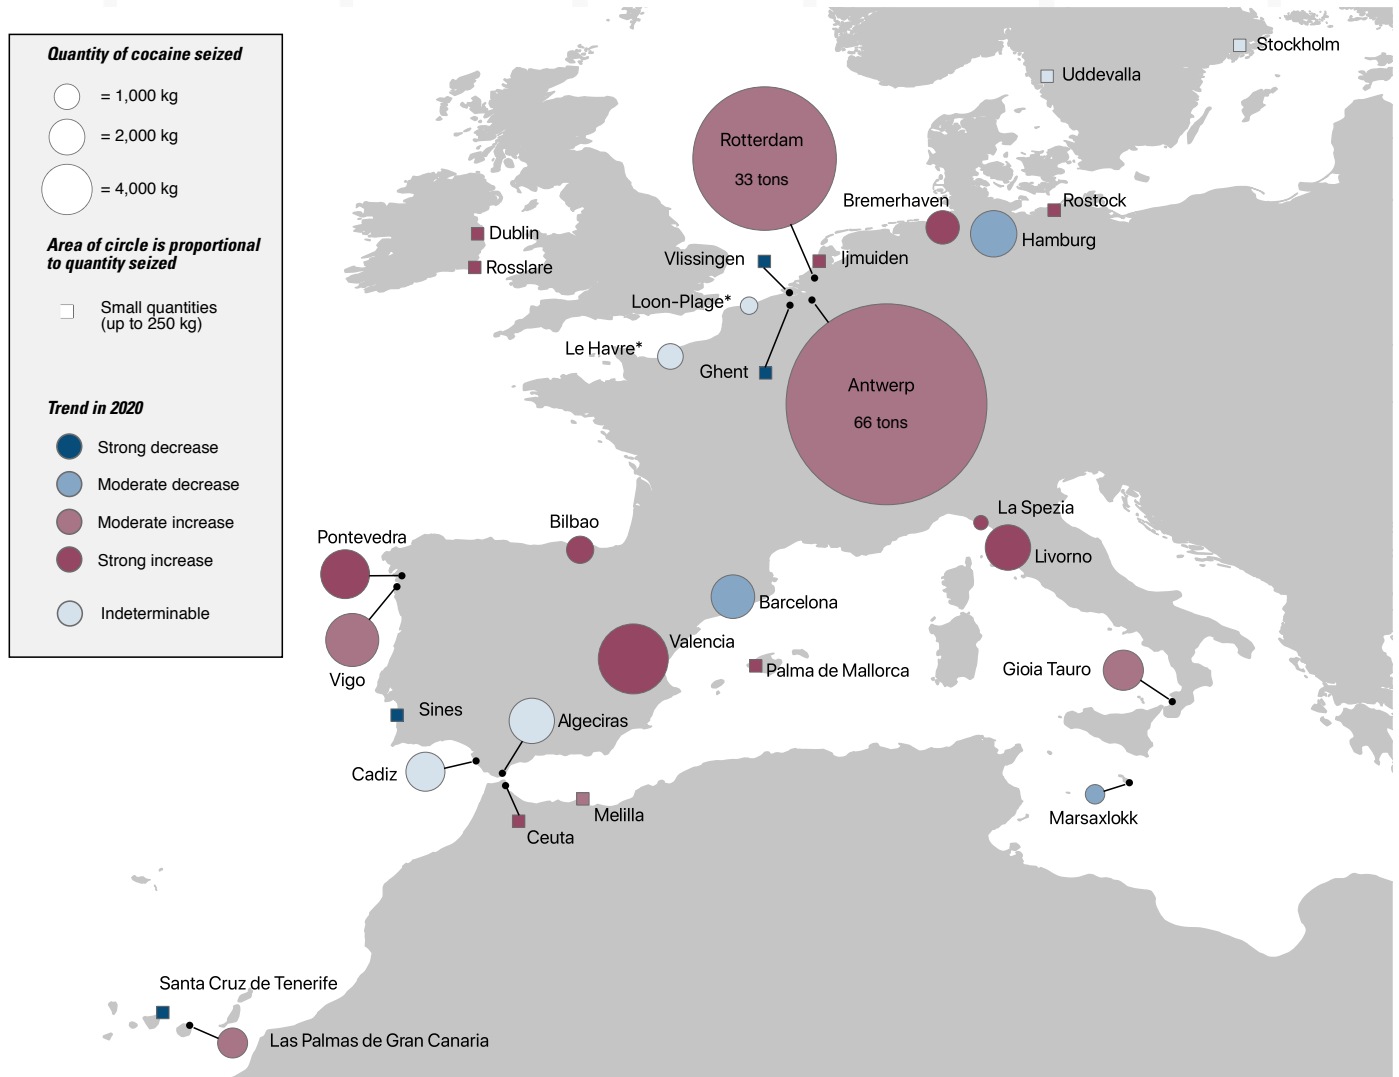 Quantity of cocaine seized
= 1,000 kg
= 2,000 kg
= 4,000 kg
Area of circle is proportional
to quantity seized
Small quantities
(up to 250 kg)
Trend in 2020
Strong decrease
Moderate decrease
Moderate increase
Strong increase
Indeterminable
Stockholm
Uddevalla
Rotterdam
33 tons
Bremerhaven
Rostock
Hamburg
Dublin
Rosslare
Vlissingen
Ijmuiden
Loon-Plage*
Le Havre*
Ghent
Antwerp
66 tons
La Spezia
Livorno
Bilbao
Pontevedra
Barcelona
Valencia
Palma de Mallorca
Gioia Tauro
Vigo
Sines
Algeciras
Cadiz
Melilla
Ceuta
Marsaxlokk
Santa Cruz de Tenerife
Las Palmas de Gran Canaria